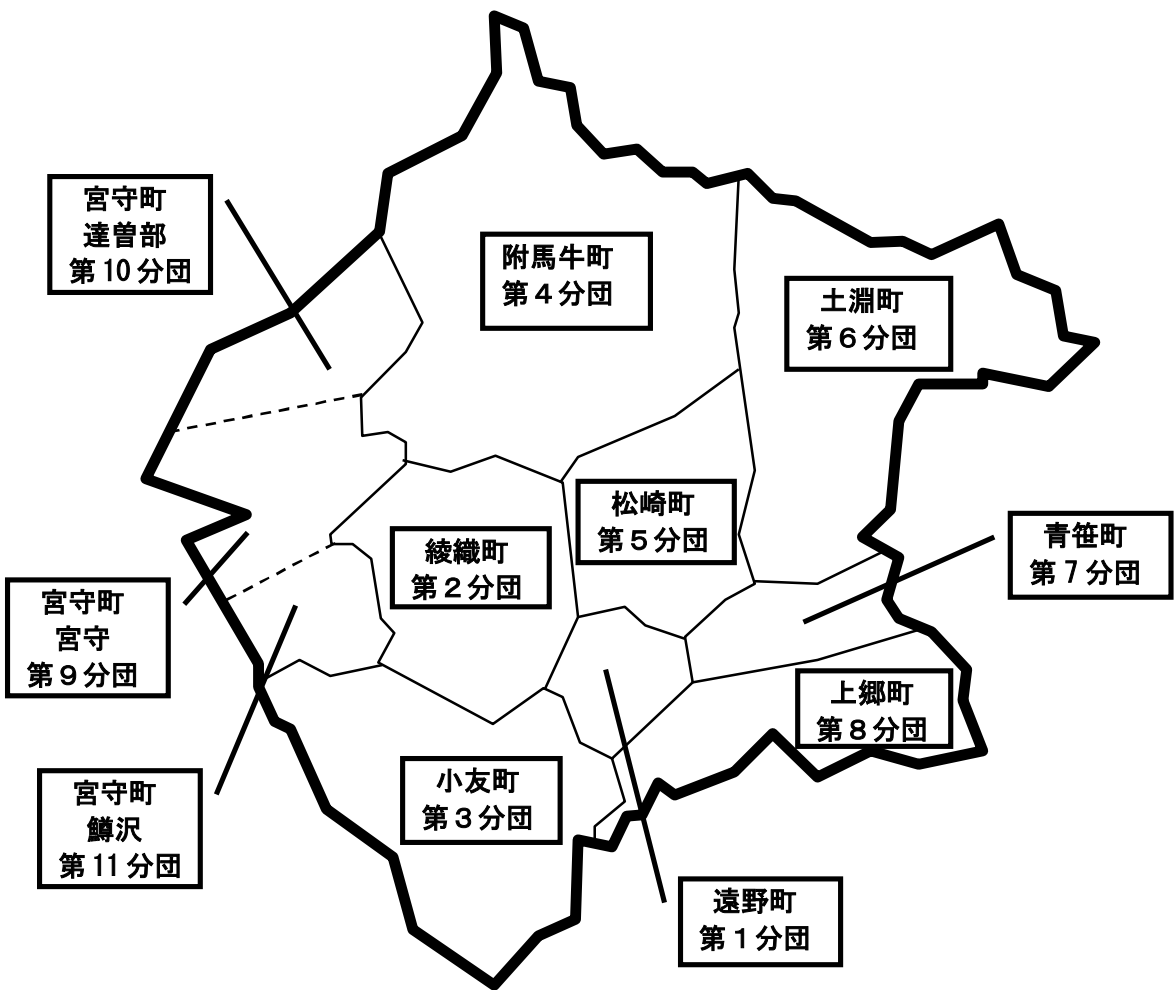 宮守町
達曽部
第10分団
附馬牛町
第４分団
土淵町
第６分団
松崎町
第５分団
青笹町
第７分団
綾織町
第２分団
宮守町
宮守
第９分団
上郷町
第８分団
小友町
第３分団
宮守町
鱒沢
第11分団
遠野町
第１分団